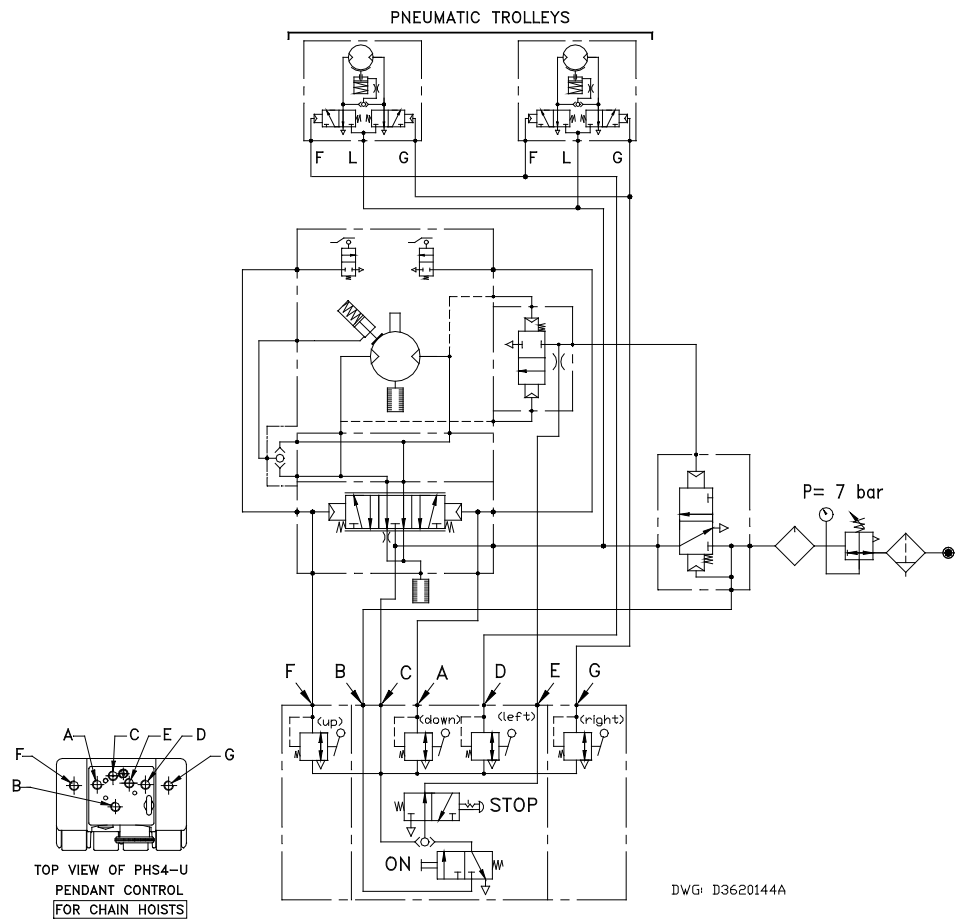 PNEUMATIC TROLLEYS
F L G
F L G
P= 7 bar
F B C A D E G
(up)
(down)
(left)
(right)
STOP
ON
A C E D
F G
B
TOP VIEW OF PHS4-U
PENDANT CONTROL
FOR CHAIN HOISTS
DWG: D3620144A